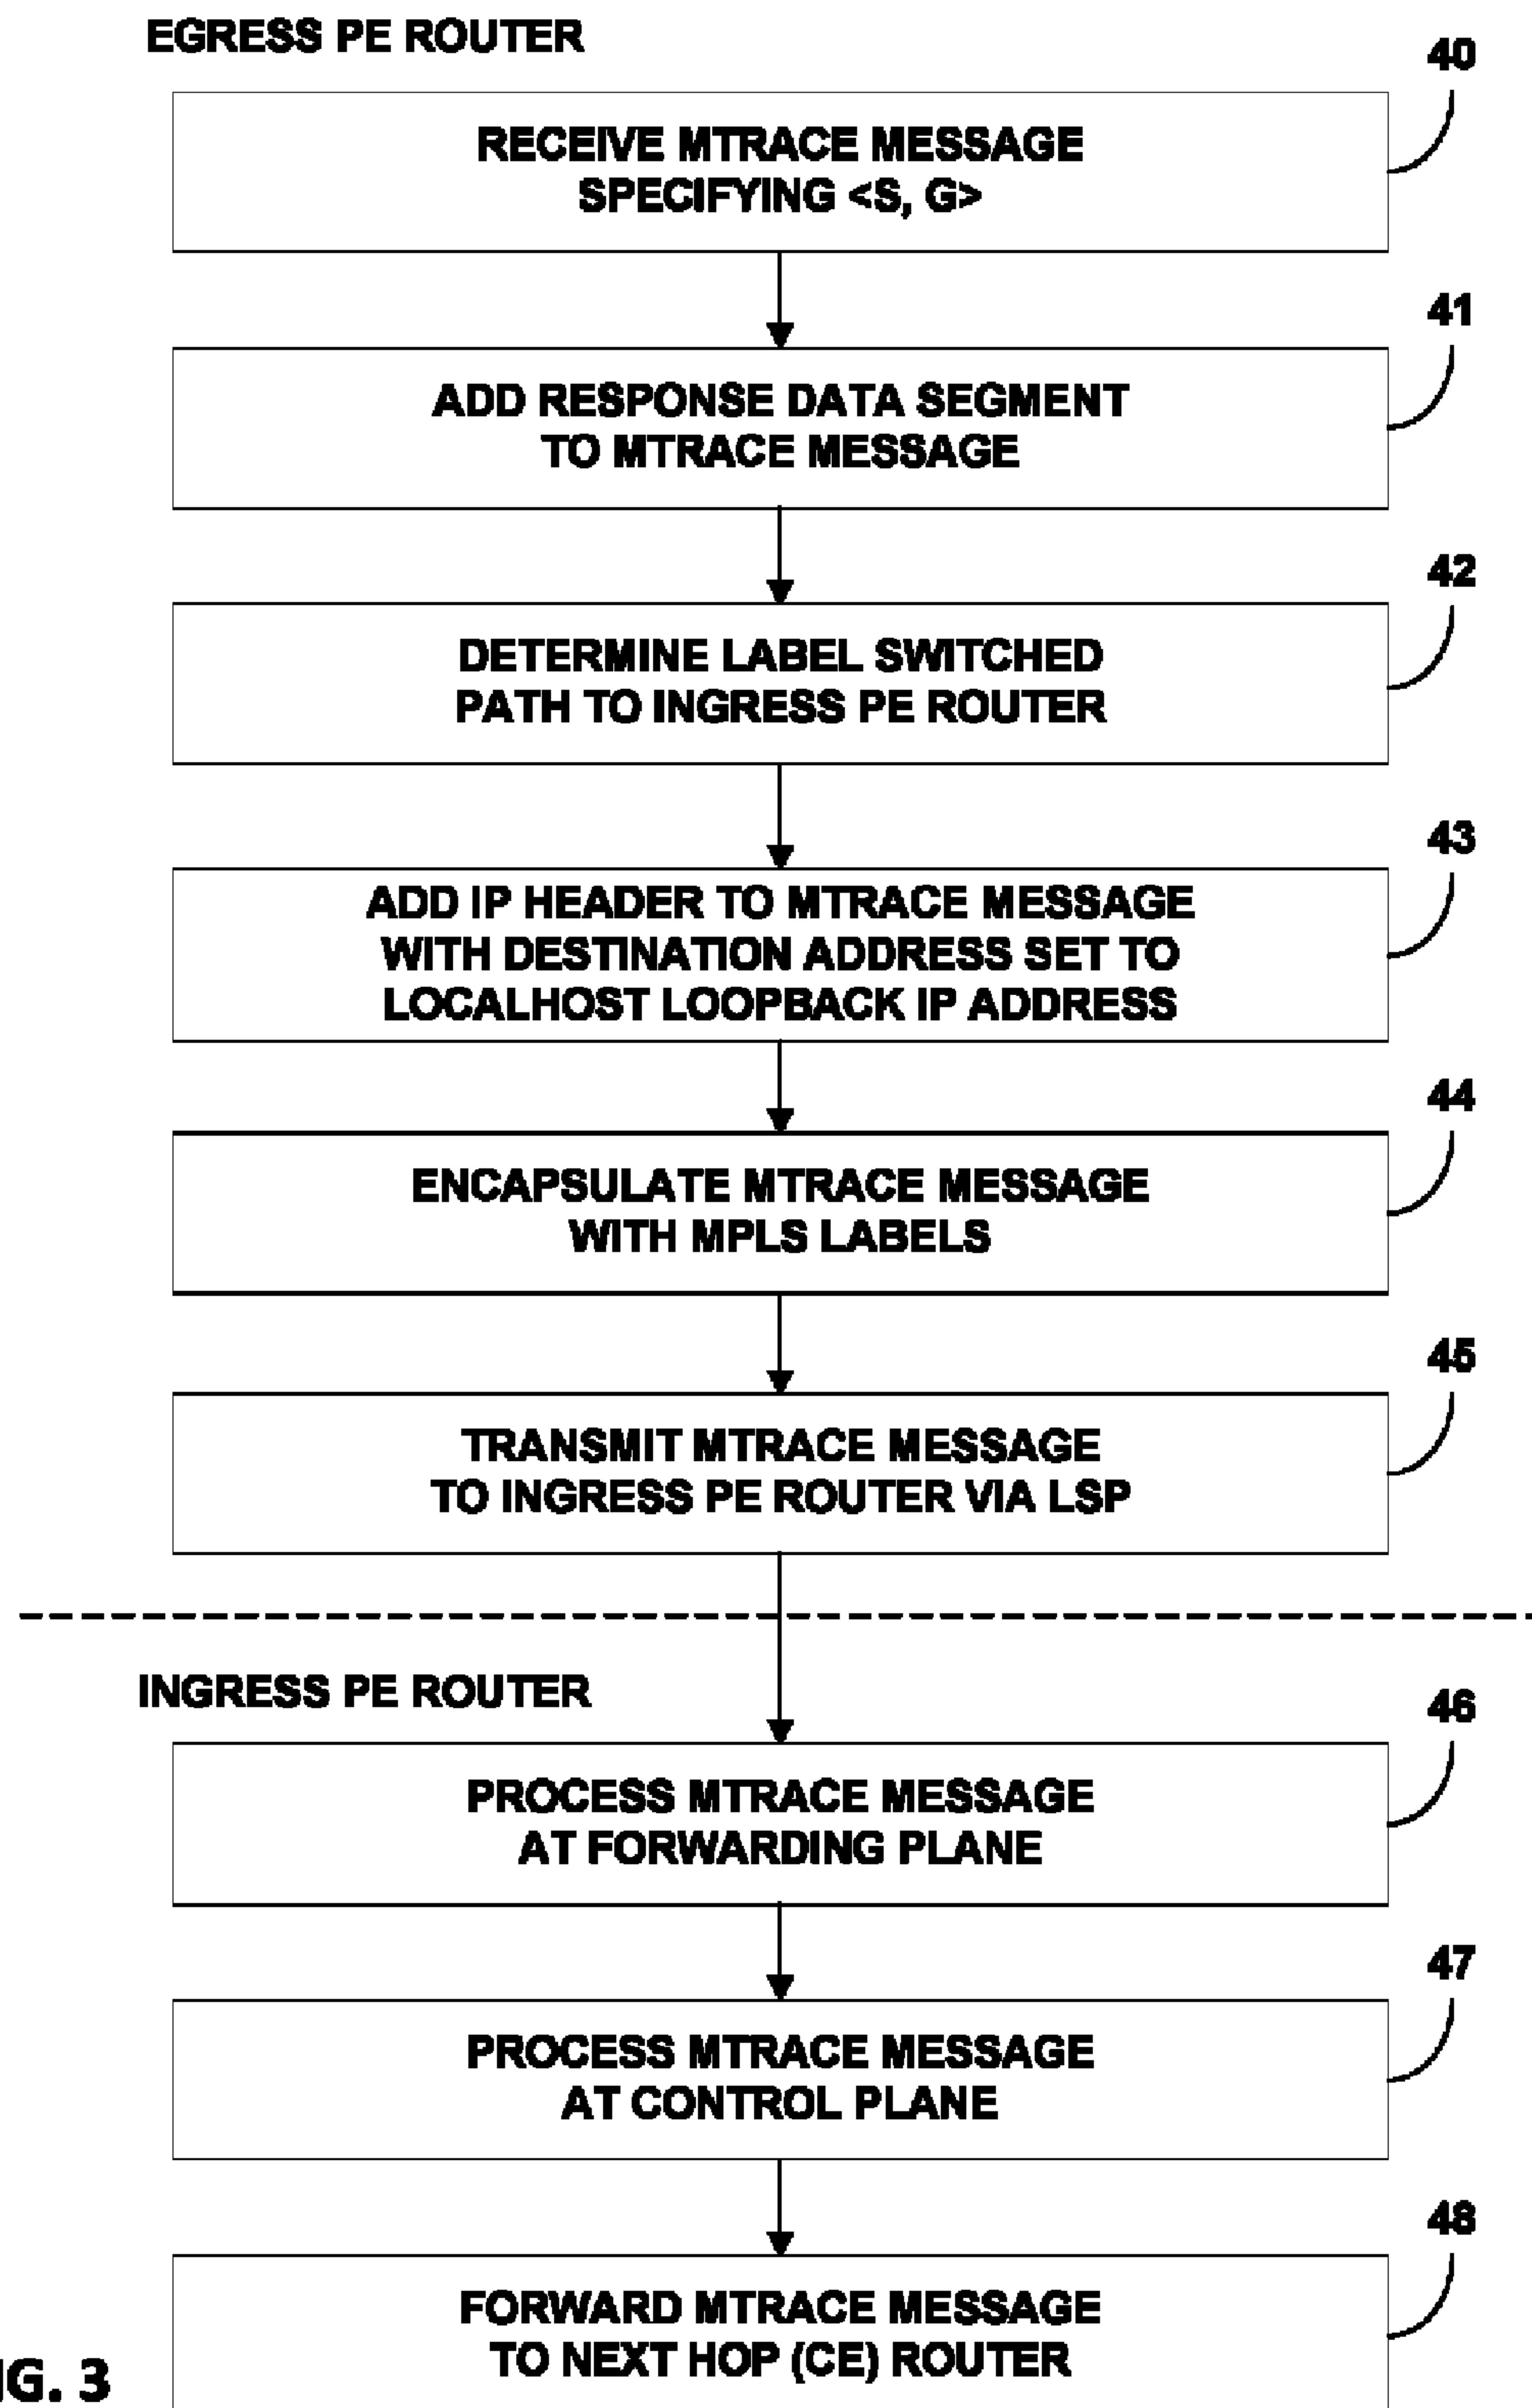 EGRESS PE ROUTER
40
RECEIVE MTRACE MESSAGE
SPECIFYING <S, G>
41
ADD RESPONSE DATA SEGMENT
TO MTRACE MESSAGE
42
DETERMINE LABEL SWITCHED
PATH TO INGRESS PE ROUTER
43
ADD IP HEADER TO MTRACE MESSAGE
WITH DESTINATION ADDRESS SET TO
LOCALHOST LOOPBACK IP ADDRESS
44
ENCAPSULATE MTRACE MESSAGE
WITH MPLS LABELS
45
TRANSMIT MTRACE MESSAGE
TO INGRESS PE ROUTER VIA LSP
INGRESS PE ROUTER
46
PROCESS MTRACE MESSAGE
AT FORWARDING PLANE
47
PROCESS MTRACE MESSAGE
AT CONTROL PLANE
48
FORWARD MTRACE MESSAGE
TO NEXT HOP (CE) ROUTER
G. 3